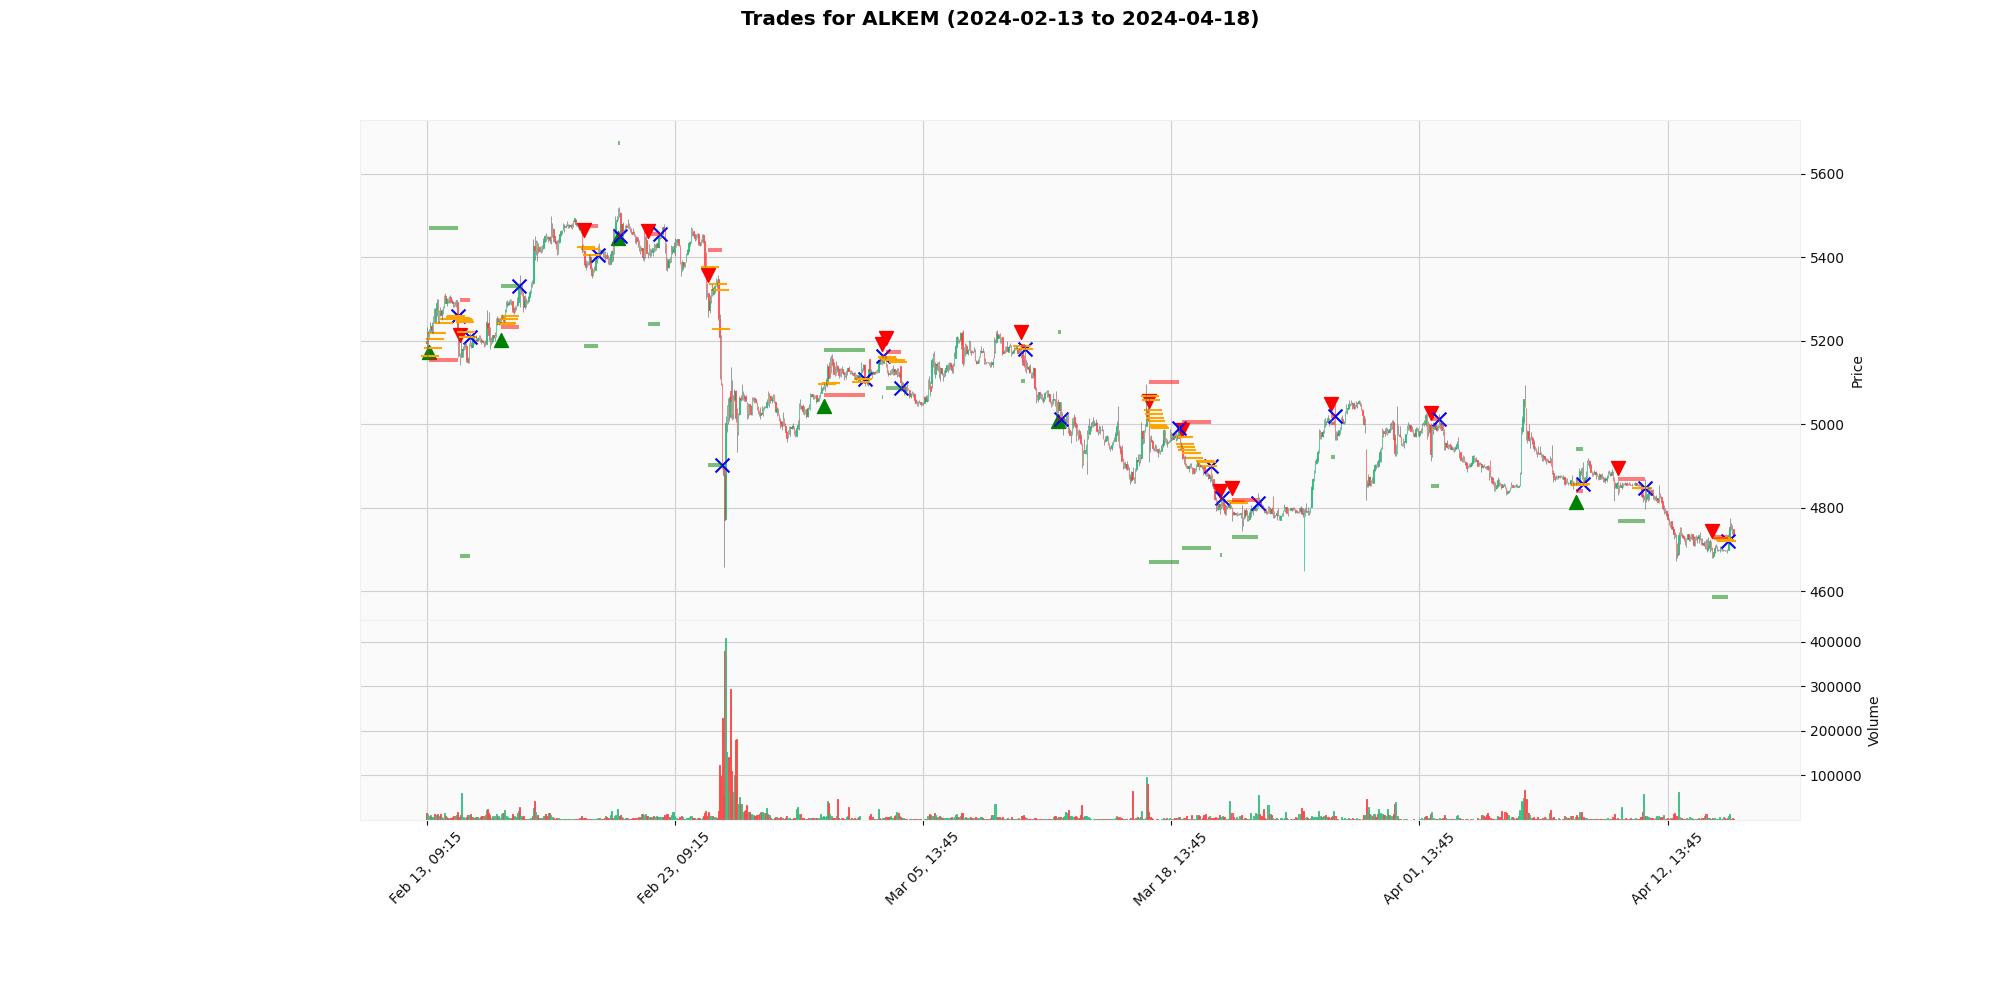 Trades for ALKEM (2024-02-13 to 2024-04-18)
5600
5400
5200
5000
4800
4600
Price
400000
300000
200000
100000
Volume
Feb 13, 09:15
Feb 23, 09:15
Mar 05, 13:45
Mar 18, 13:45
Apr 01, 13:45
Apr 12, 13:45